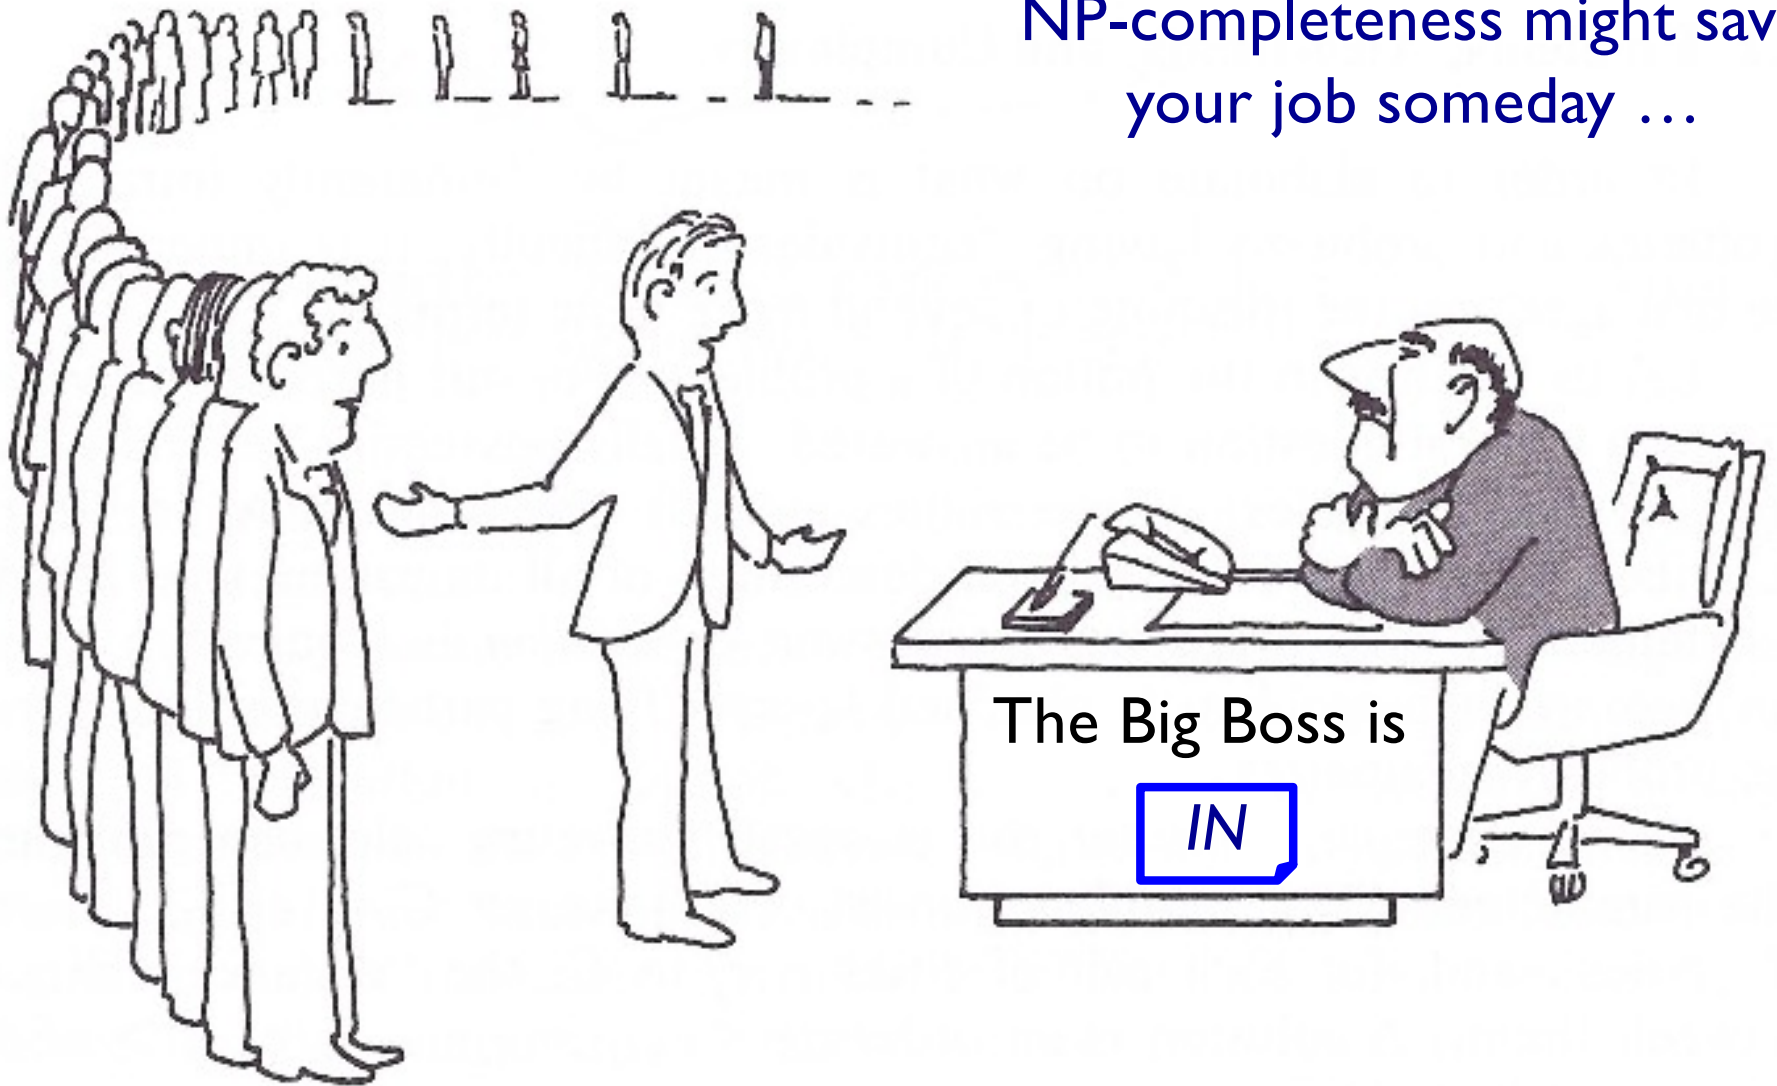 NP-completeness might sav
your job someday …
The Big Boss is
IN